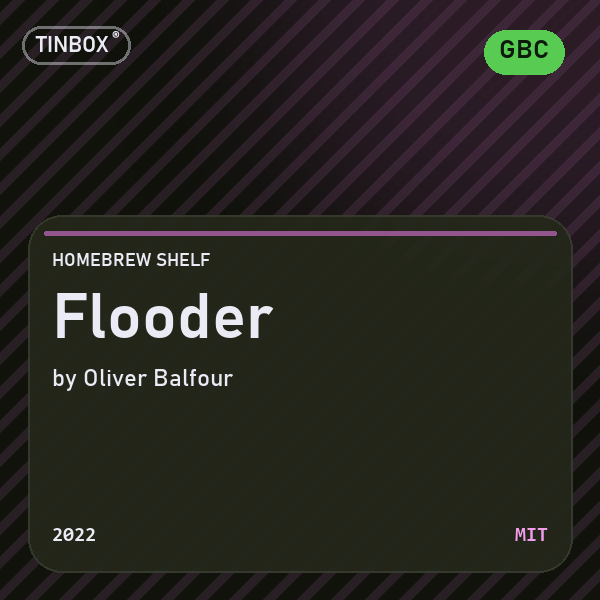 TINBOX®
GBC
HOMEBREW SHELF
Flooder
by Oliver Balfour
2022
MIT